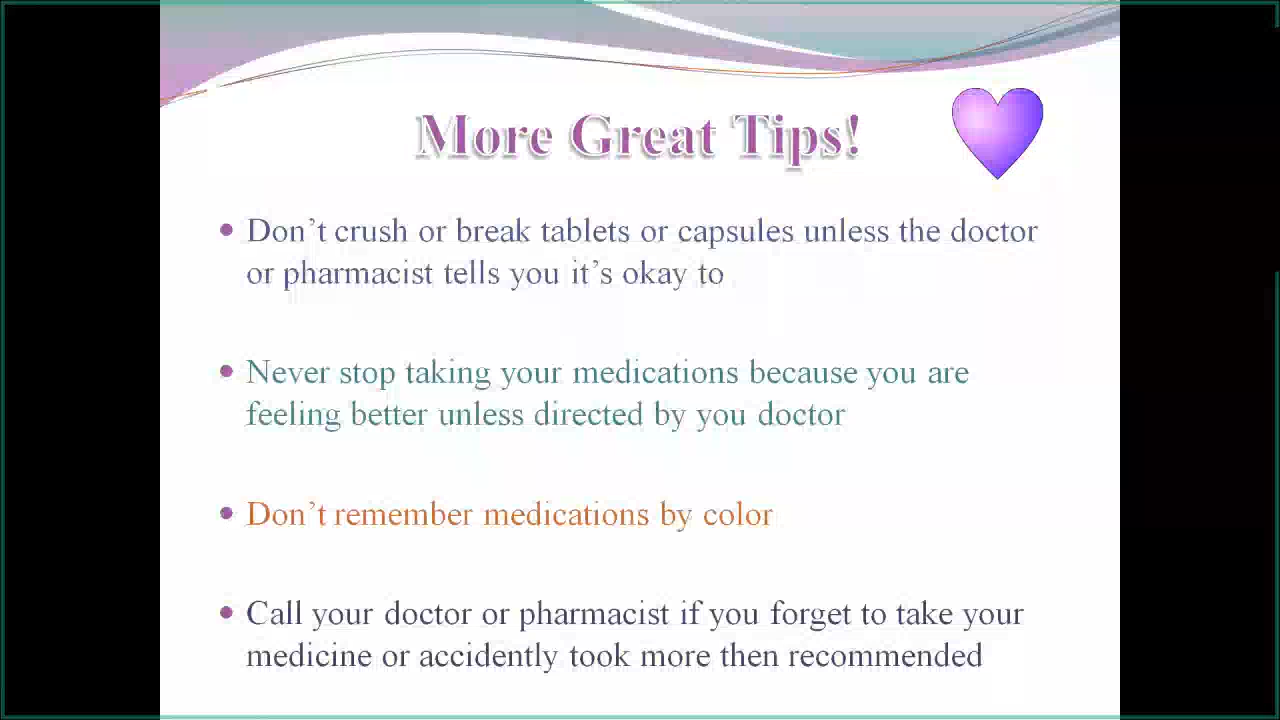 More Great Tips!
• Don't crush or break tablets or capsules unless the doctor
or pharmacist tells you it's okay to
• Never stop taking your medications because you are
feeling better unless directed by you doctor
• Don't remember medications by color
• Call your doctor or pharmacist if you forget to take your
medicine or accidently took more then recommended